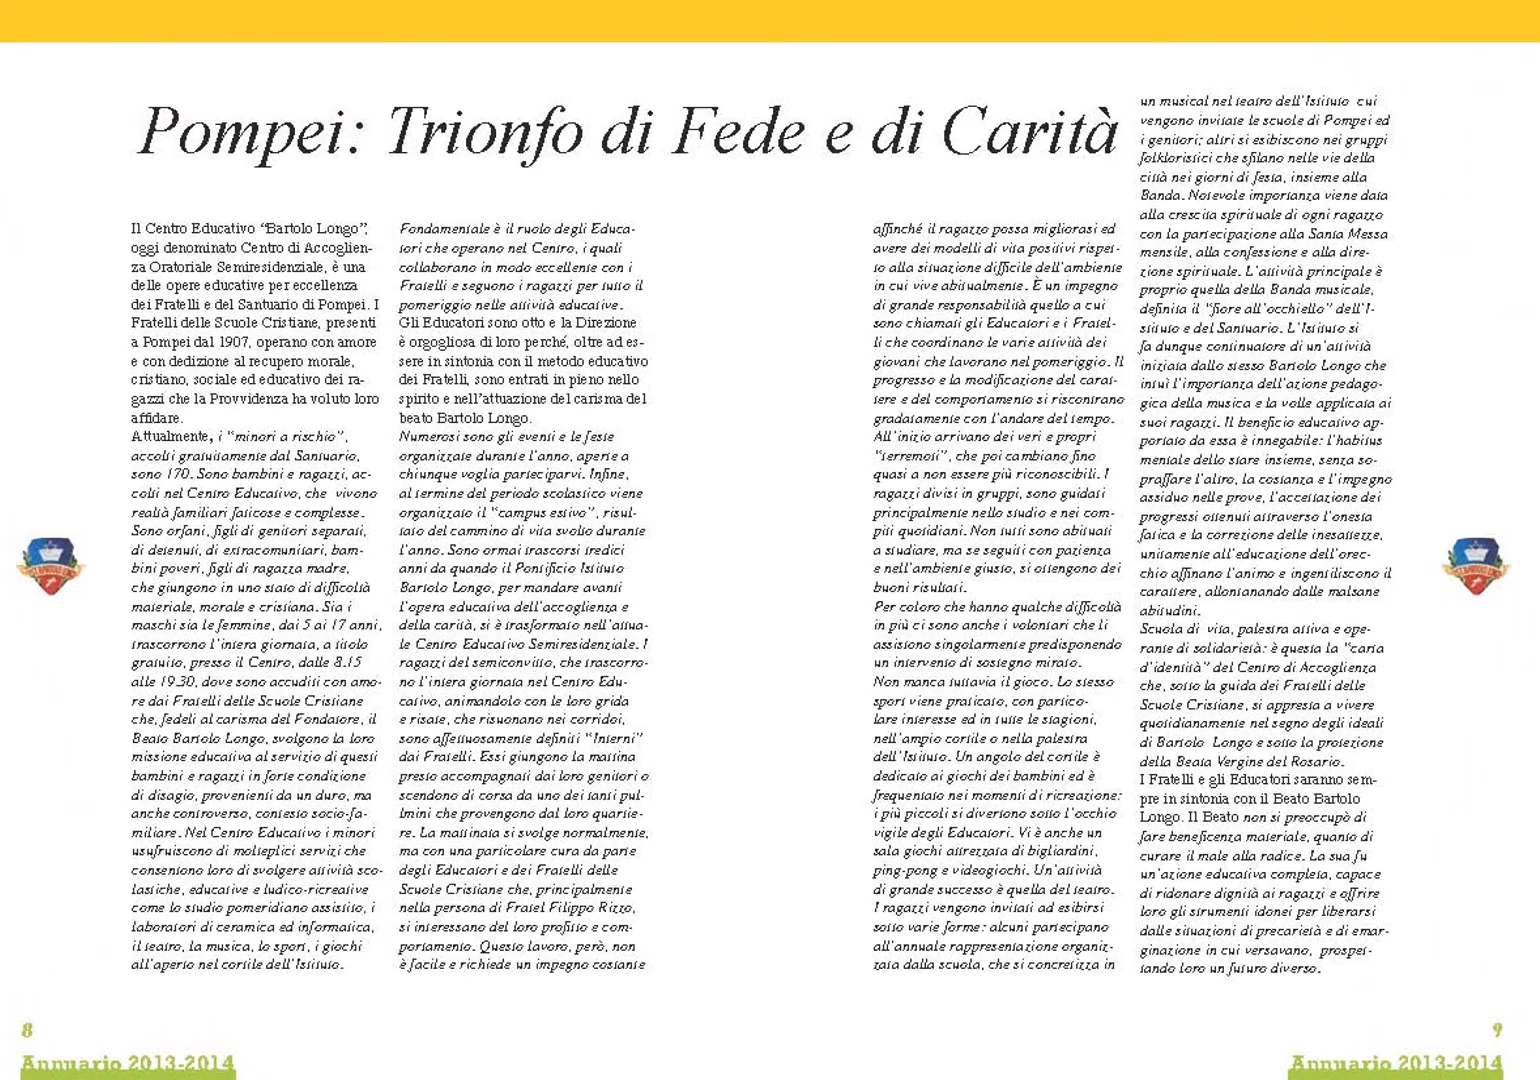 Pompei: Trionfo di Fede e di Carità
Il Centro Educativo “Bartolo Longo”,
oggi denominato Centro di Accoglien-
za Oratoriale Semiresidenziale, è una
delle opere educative per eccellenza
dei Fratelli e del Santuario di Pompei. I
Fratelli delle Scuole Cristiane, presenti
a Pompei dal 1907, operano con amore
e con dedizione al recupero morale,
cristiano, sociale ed educativo dei ra-
gazzi che la Provvidenza ha voluto loro
affidare.
Attualmente, i “minori a rischio”,
accolti gratuitamente dal Santuario,
sono 170. Sono bambini e ragazzi, ac-
colti nel Centro Educativo, che vivono
realtà familiari faticose e complesse.
Sono orfani, figli di genitori separati,
di detenuti, di extracomunitari, bam-
bini poveri, figli di ragazza madre,
che giungono in uno stato di difficoltà
materiale, morale e cristiana. Sia i
maschi sia le femmine, dai 5 ai 17 anni,
trascorrono l'intera giornata, a titolo
gratuito, presso il Centro, dalle 8.15
alle 19.30, dove sono accuditi con amo-
re dai Fratelli delle Scuole Cristiane
che, fedeli al carisma del Fondatore, il
Beato Bartolo Longo, svolgono la loro
missione educativa al servizio di questi
bambini e ragazzi in forte condizione
di disagio, provenienti da un duro, ma
anche controverso, contesto socio-fa-
miliare. Nel Centro Educativo i minori
usufruiscono di molteplici servizi che
consentono loro di svolgere attività sco-
lastiche, educative e ludico-ricreative
come lo studio pomeridiano assistito, i
laboratori di ceramica ed informatica,
il teatro, la musica, lo sport, i giochi
all'aperto nel cortile dell'Istituto.
Fondamentale è il ruolo degli Educa-
tori che operano nel Centro, i quali
collaborano in modo eccellente con i
Fratelli e seguono i ragazzi per tutto il
pomeriggio nelle attività educative.
Gli Educatori sono otto e la Direzione
è orgogliosa di loro perché, oltre ad es-
sere in sintonia con il metodo educativo
dei Fratelli, sono entrati in pieno nello
spirito e nell'attuazione del carisma del
beato Bartolo Longo.
Numerosi sono gli eventi e le feste
organizzate durante l'anno, aperte a
chiunque voglia parteciparvi. Infine,
al termine del periodo scolastico viene
organizzato il “campus estivo”, risul-
tato del cammino di vita svolto durante
l'anno. Sono ormai trascorsi tredici
anni da quando il Pontificio Istituto
Bartolo Longo, per mandare avanti
l'opera educativa dell'accoglienza e
della carità, si è trasformato nell'attua-
le Centro Educativo Semiresidenziale. I
ragazzi del semiconvitto, che trascorro-
no l'intera giornata nel Centro Edu-
cativo, animandolo con le loro grida
e risate, che risuonano nei corridoi,
sono affettuosamente definiti “Interni”
dai Fratelli. Essi giungono la mattina
presto accompagnati dai loro genitori o
scendono di corsa da uno dei tanti pul-
lmini che provengono dal loro quartie-
re. La mattinata si svolge normalmente,
ma con una particolare cura da parte
degli Educatori e dei Fratelli delle
Scuole Cristiane che, principalmente
nella persona di Fratel Filippo Rizzo,
si interessano del loro profitto e com-
portamento. Questo lavoro, però, non
è facile e richiede un impegno costante
affinché il ragazzo possa migliorasi ed
avere dei modelli di vita positivi rispet-
to alla situazione difficile dell'ambiente
in cui vive abitualmente. È un impegno
di grande responsabilità quello a cui
sono chiamati gli Educatori e i Fratel-
li che coordinano le varie attività dei
giovani che lavorano nel pomeriggio. Il
progresso e la modificazione del carat-
tere e del comportamento si riscontrano
gradatamente con l'andare del tempo.
All'inizio arrivano dei veri e propri
“terremoti”, che poi cambiano fino
quasi a non essere più riconoscibili. I
ragazzi divisi in gruppi, sono guidati
principalmente nello studio e nei com-
piti quotidiani. Non tutti sono abituati
a studiare, ma se seguiti con pazienza
e nell'ambiente giusto, si ottengono dei
buoni risultati.
Per coloro che hanno qualche difficoltà
in più ci sono anche i volontari che li
assistono singolarmente predisponendo
un intervento di sostegno mirato.
Non manca tuttavia il gioco. Lo stesso
sport viene praticato, con partico-
lare interesse ed in tutte le stagioni,
nell'ampio cortile o nella palestra
dell'Istituto. Un angolo del cortile è
dedicato ai giochi dei bambini ed è
frequentato nei momenti di ricreazione:
i più piccoli si divertono sotto l'occhio
vigile degli Educatori. Vi è anche un
sala giochi attrezzata di bigliardini,
ping-pong e videogiochi. Un'attività
di grande successo è quella del teatro.
I ragazzi vengono invitati ad esibirsi
sotto varie forme: alcuni partecipano
all'annuale rappresentazione organiz-
zata dalla scuola, che si concretizza in
un musical nel teatro dell'Istituto cui
vengono invitate le scuole di Pompei ed
i genitori; altri si esibiscono nei gruppi
folkloristici che sfilano nelle vie della
città nei giorni di festa, insieme alla
Banda. Notevole importanza viene data
alla crescita spirituale di ogni ragazzo
con la partecipazione alla Santa Messa
mensile, alla confessione e alla dire-
zione spirituale. L'attività principale è
proprio quella della Banda musicale,
definita il “fiore all'occhiello” dell'I-
stituto e del Santuario. L'Istituto si
fa dunque continuatore di un'attività
iniziata dallo stesso Bartolo Longo che
intuì l'importanza dell'azione pedago-
gica della musica e la volle applicata ai
suoi ragazzi. Il beneficio educativo ap-
portato da essa è innegabile: l'habitus
mentale dello stare insieme, senza so-
praffare l'altro, la costanza e l'impegno
assiduo nelle prove, l'accettazione dei
progressi ottenuti attraverso l'onesta
fatica e la correzione delle inesattezze,
unitamente all'educazione dell'orec-
chio affinano l'animo e ingentiliscono il
carattere, allontanando dalle malsane
abitudini.
Scuola di vita, palestra attiva e ope-
rante di solidarietà: è questa la “carta
d'identità” del Centro di Accoglienza
che, sotto la guida dei Fratelli delle
Scuole Cristiane, si appresta a vivere
quotidianamente nel segno degli ideali
di Bartolo Longo e sotto la protezione
della Beata Vergine del Rosario.
I Fratelli e gli Educatori saranno sem-
pre in sintonia con il Beato Bartolo
Longo. Il Beato non si preoccupò di
fare beneficenza materiale, quanto di
curare il male alla radice. La sua fu
un'azione educativa completa, capace
di ridonare dignità ai ragazzi e offrire
loro gli strumenti idonei per liberarsi
dalle situazioni di precarietà e di emar-
ginazione in cui versavano, prospet-
tando loro un futuro diverso.
8
Annuario 2013-2014
9
Annuario 2013-2014